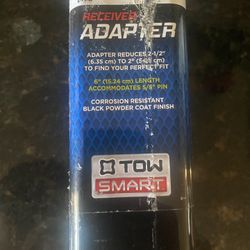 RECEIVER
ADAPTER
ADAPTER REDUCES 2-1/2"
(6.35 cm) TO 2" (5.08 cm)
TO FIND YOUR PERFECT FIT
6" (15.24 cm) LENGTH
ACCOMMODATES 5/8" PIN
CORROSION RESISTANT
BLACK POWDER COAT FINISH
TOW
SMART